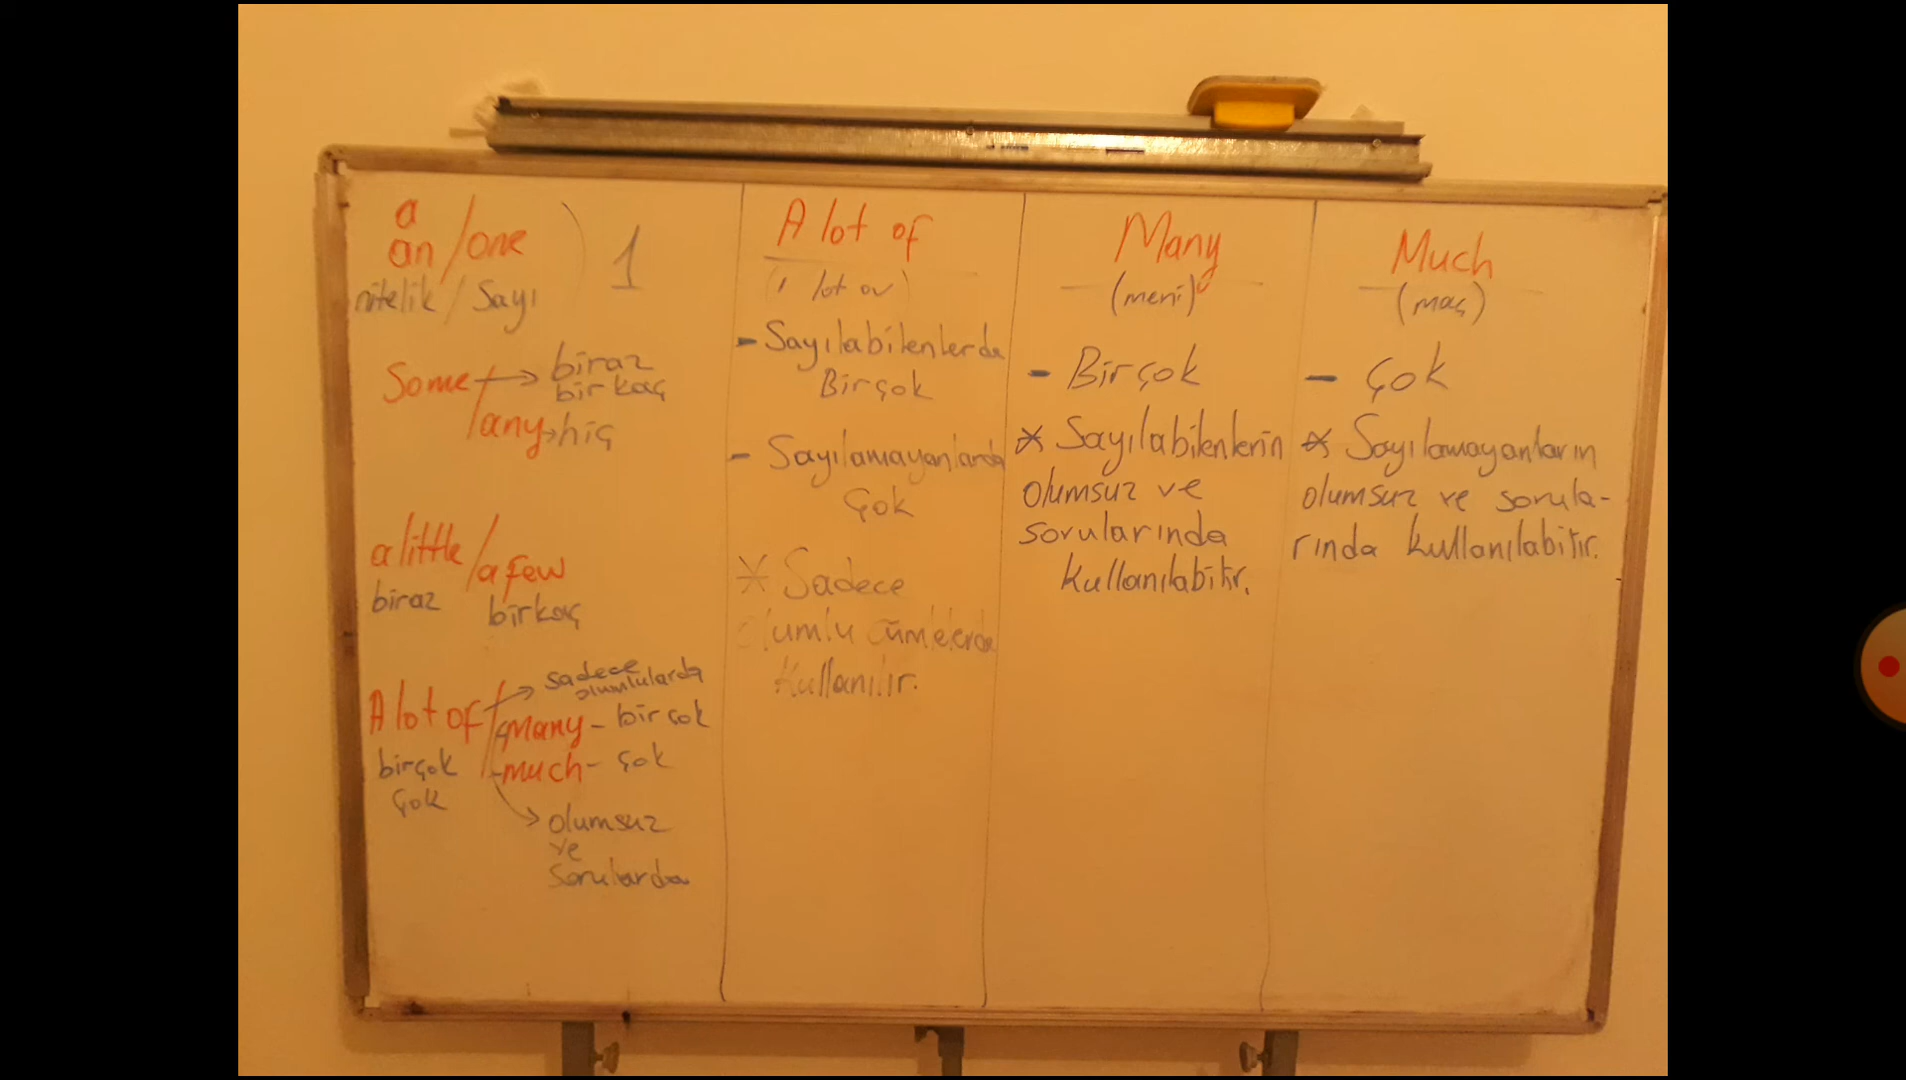 a
an/one
1
nitelik / Sayı
Some → biraz
birkaç
/any → hiç
a little / a few
biraz
birkaç
A lot of / → sadece
olumlularda
many - birçok
birçok
- much - çok
çok
→ olumsuz
ve
sorularda
A lot of
lot ov)
- Sayılabilenlerde
Birçok
- Sayılamayanlarda
Çok
* Sadece
olumlu cümlelerde
Kullanılır.
Many
(meni)
- Birçok
* Sayılabilenlerin
olumsuz ve
sorularında
kullanılabilir.
Much
(maç)
- Çok
* Sayılamayanların
olumsuz ve sorula-
rında kullanılabilir.